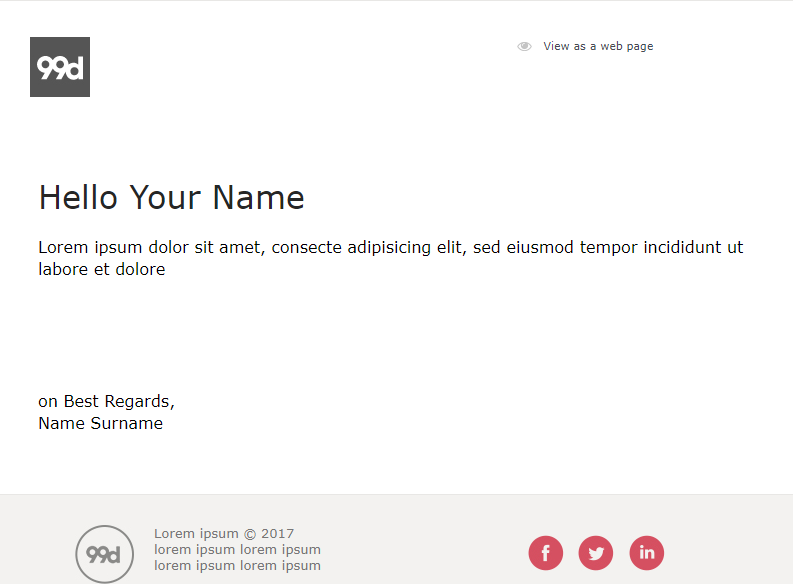 99d
View as a web page
Hello Your Name
Lorem ipsum dolor sit amet, consecte adipisicing elit, sed eiusmod tempor incididunt ut
labore et dolore
on Best Regards,
Name Surname
99d
Lorem ipsum © 2017
lorem ipsum lorem ipsum
lorem ipsum lorem ipsum
f
in